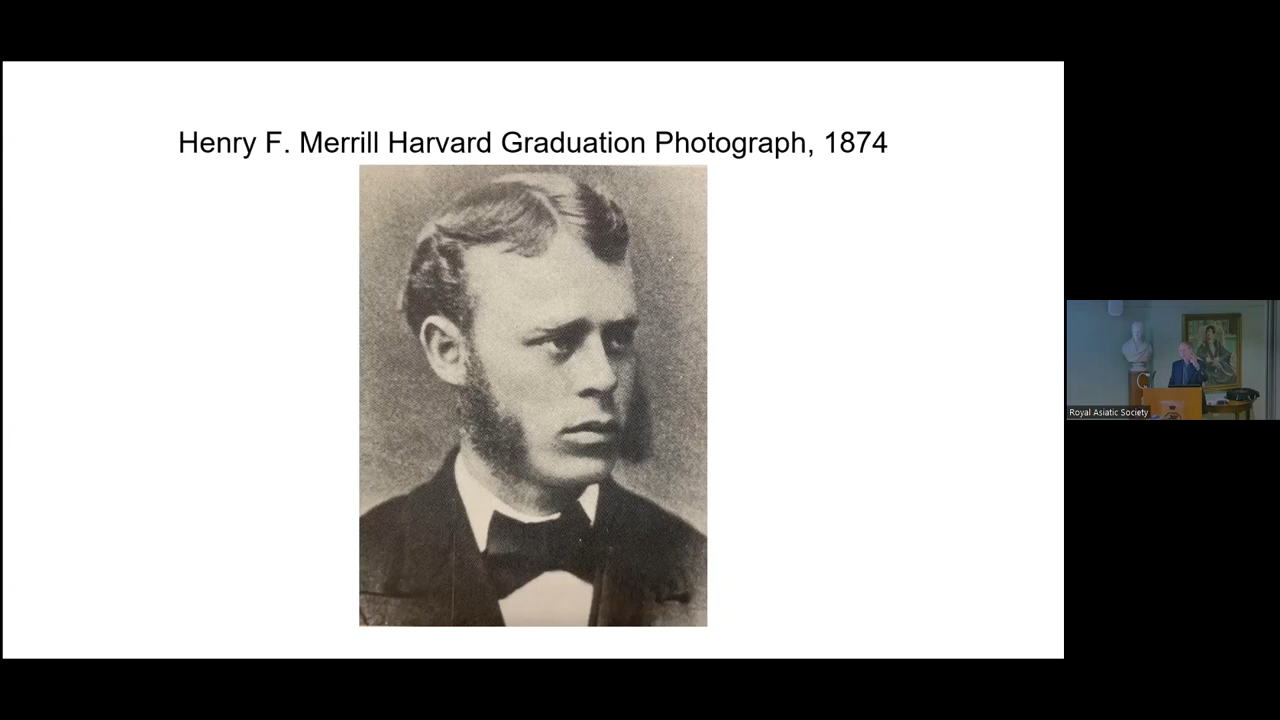 Henry F. Merrill Harvard Graduation Photograph, 1874
Royal Asiatic Society